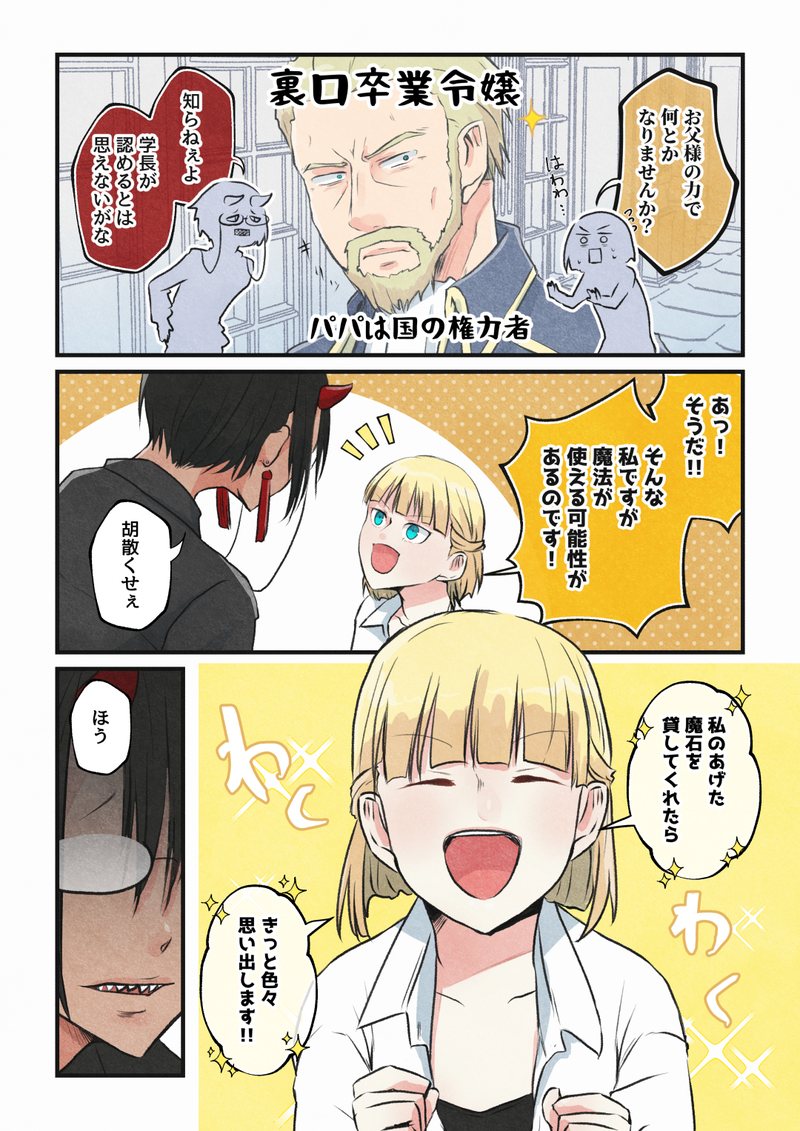 裏口卒業令嬢
お父様の力で
何とか
なりませんか?
はわわ…
知らねぇよ
学長が
認めるとは
思えないがな
パパは国の権力者
あっ!
そうだ!!
そんな
私ですが
魔法が
使える可能性が
あるのです!
胡散くせぇ
私のあげた
魔石を
貸してくれたら
わく
わく
きっと色々
思い出します!!
ほう